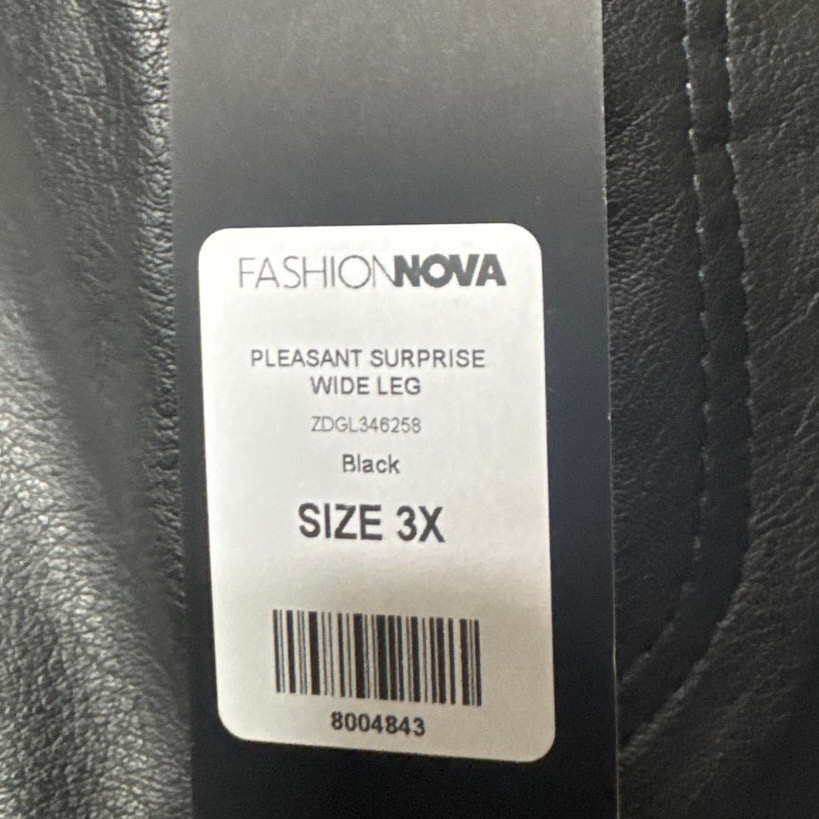 FASHIONNOVA
PLEASANT SURPRISE
WIDE LEG
ZDGL346258
Black
SIZE 3X
8004843